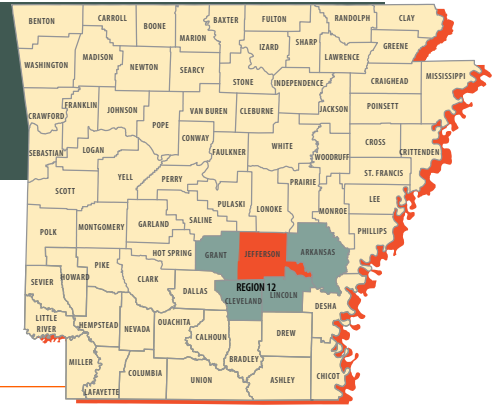 BENTON
CARROLL
BOONE
BAXTER
FULTON
RANDOLPH
CLAY
MARION
IZARD
SHARP
GREENE
LAWRENCE
WASHINGTON
MADISON
NEWTON
SEARCY
STONE
INDEPENDENCE
CRAIGHEAD
MISSISSIPPI
CRAWFORD
FRANKLIN
JOHNSON
POPE
VAN BUREN
CLEBURNE
JACKSON
POINSETT
SEBASTIAN
LOGAN
CONWAY
FAULKNER
WHITE
WOODRUFF
CROSS
CRITTENDEN
SCOTT
YELL
PERRY
PULASKI
LONOKE
PRAIRIE
MONROE
ST. FRANCIS
LEE
PHILLIPS
POLK
MONTGOMERY
GARLAND
SALINE
HOT SPRING
GRANT
JEFFERSON
ARKANSAS
SEVIER
HOWARD
PIKE
CLARK
DALLAS
REGION 12
CLEVELAND
LINCOLN
DESHA
LITTLE
RIVER
HEMPSTEAD
NEVADA
OUACHITA
CALHOUN
BRADLEY
DREW
MILLER
LAFAYETTE
COLUMBIA
UNION
ASHLEY
CHICOT